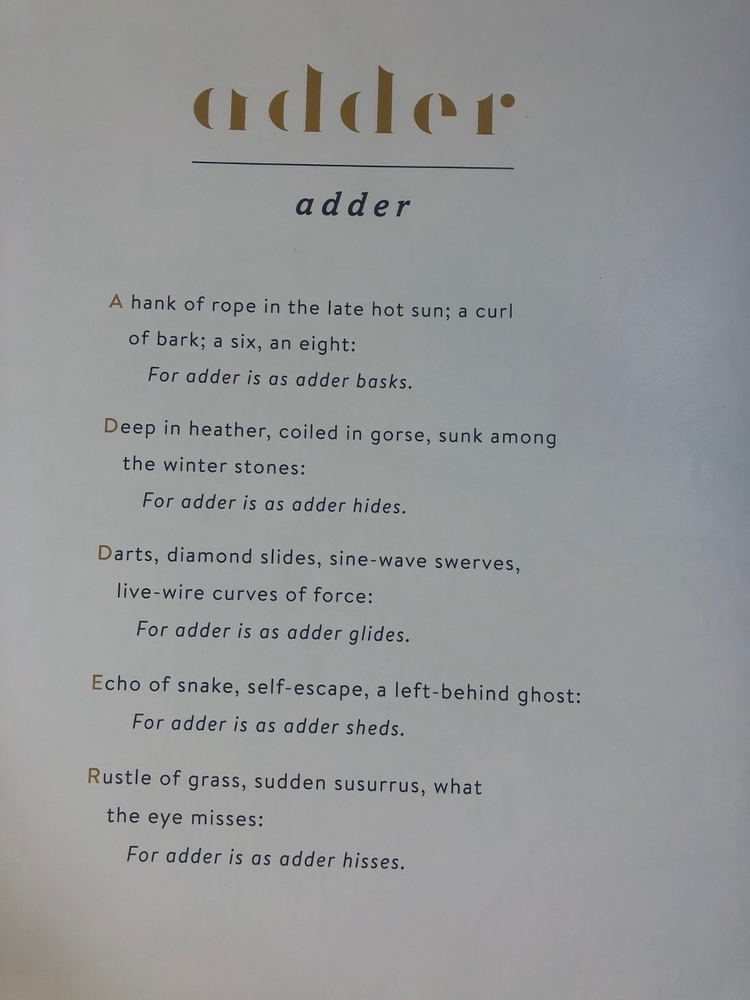 adder
adder
A hank of rope in the late hot sun; a curl
of bark; a six, an eight:
For adder is as adder basks.
Deep in heather, coiled in gorse, sunk among
the winter stones:
For adder is as adder hides.
Darts, diamond slides, sine-wave swerves,
live-wire curves of force:
For adder is as adder glides.
Echo of snake, self-escape, a left-behind ghost:
For adder is as adder sheds.
Rustle of grass, sudden susurrus, what
the eye misses:
For adder is as adder hisses.